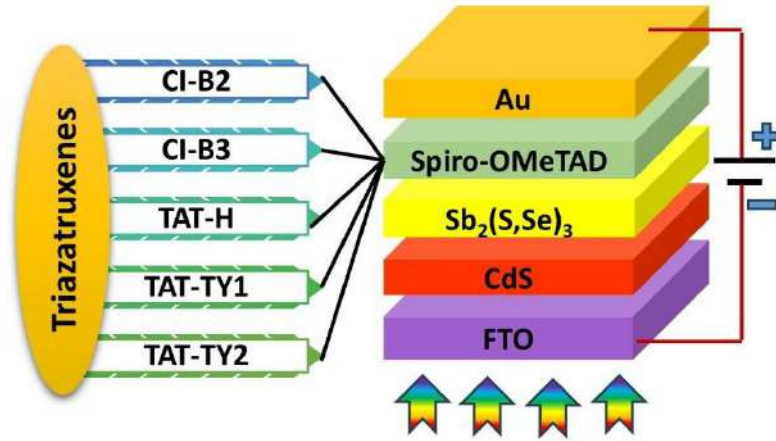 Triazatruxenes
CI-B2
CI-B3
TAT-H
TAT-TY1
TAT-TY2
Au
Spiro-OMeTAD
Sb₂(S,Se)₃
CdS
FTO
+
−